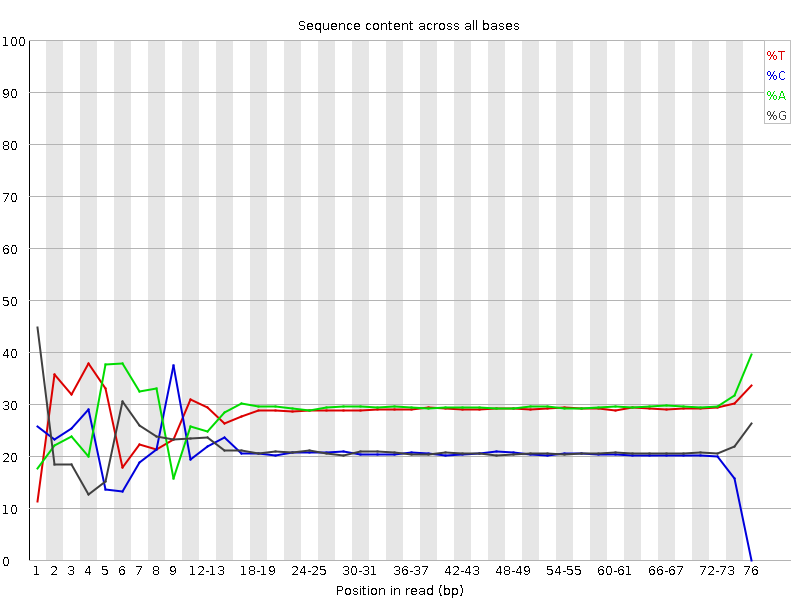 Sequence content across all bases
100
90
80
70
60
50
40
30
20
10
0
%T
%C
%A
%G
1 2 3 4 5 6 7 8 9 12-13 18-19 24-25 30-31 36-37 42-43 48-49 54-55 60-61 66-67 72-73 76
Position in read (bp)